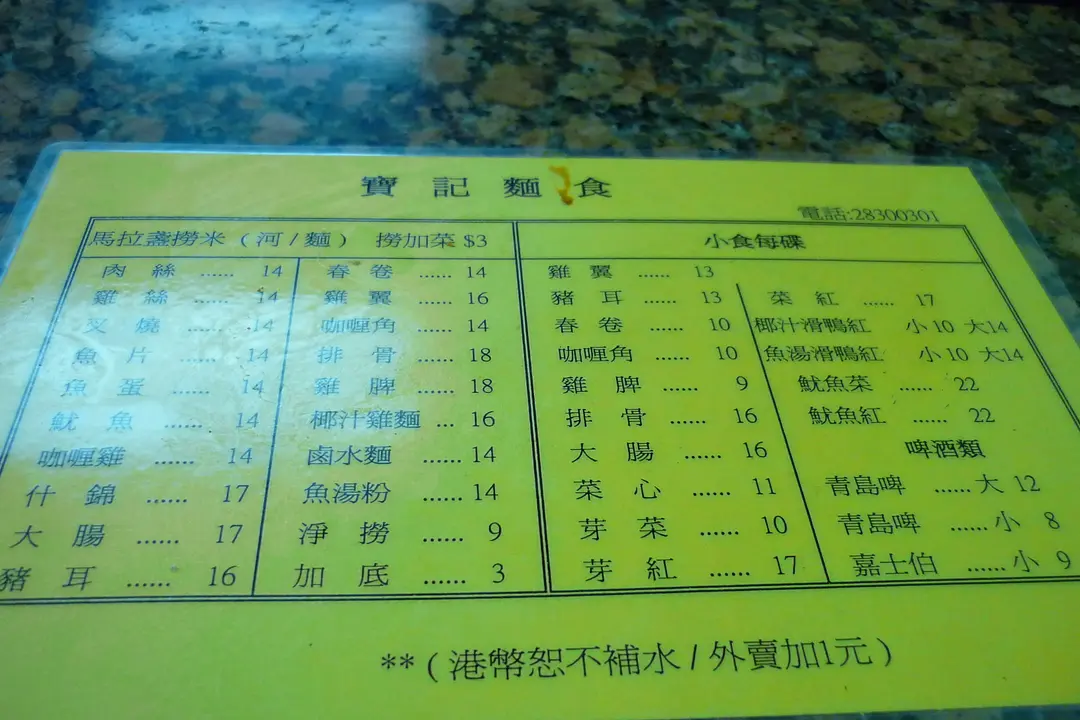 寶記麵食
電話:28300301
馬拉盞撈米（河/麵） 撈加菜 $3
肉絲 ...... 14
雞絲 ...... 14
叉燒 ...... 14
魚片 ...... 14
魚蛋 ...... 14
魷魚 ...... 14
咖喱雞 ...... 14
什錦 ...... 17
大腸 ...... 17
豬耳 ...... 16
春卷 ...... 14
雞翼 ...... 16
咖喱角 ...... 14
排骨 ...... 18
雞脾 ...... 18
椰汁雞麵 ... 16
鹵水麵 ...... 14
魚湯粉 ...... 14
淨撈 ...... 9
加底 ...... 3
小食每碟
雞翼 ...... 13
豬耳 ...... 13
春卷 ...... 10
咖喱角 ...... 10
雞脾 ...... 9
排骨 ...... 16
大腸 ...... 16
菜心 ...... 11
芽菜 ...... 10
芽紅 ...... 17
菜紅 ...... 17
椰汁滑鴨紅 小10 大14
魚湯滑鴨紅 小10 大14
魷魚菜 ...... 22
魷魚紅 ...... 22
啤酒類
青島啤 ......大 12
青島啤 ......小 8
嘉士伯 ......小 9
**（港幣恕不補水/外賣加1元）